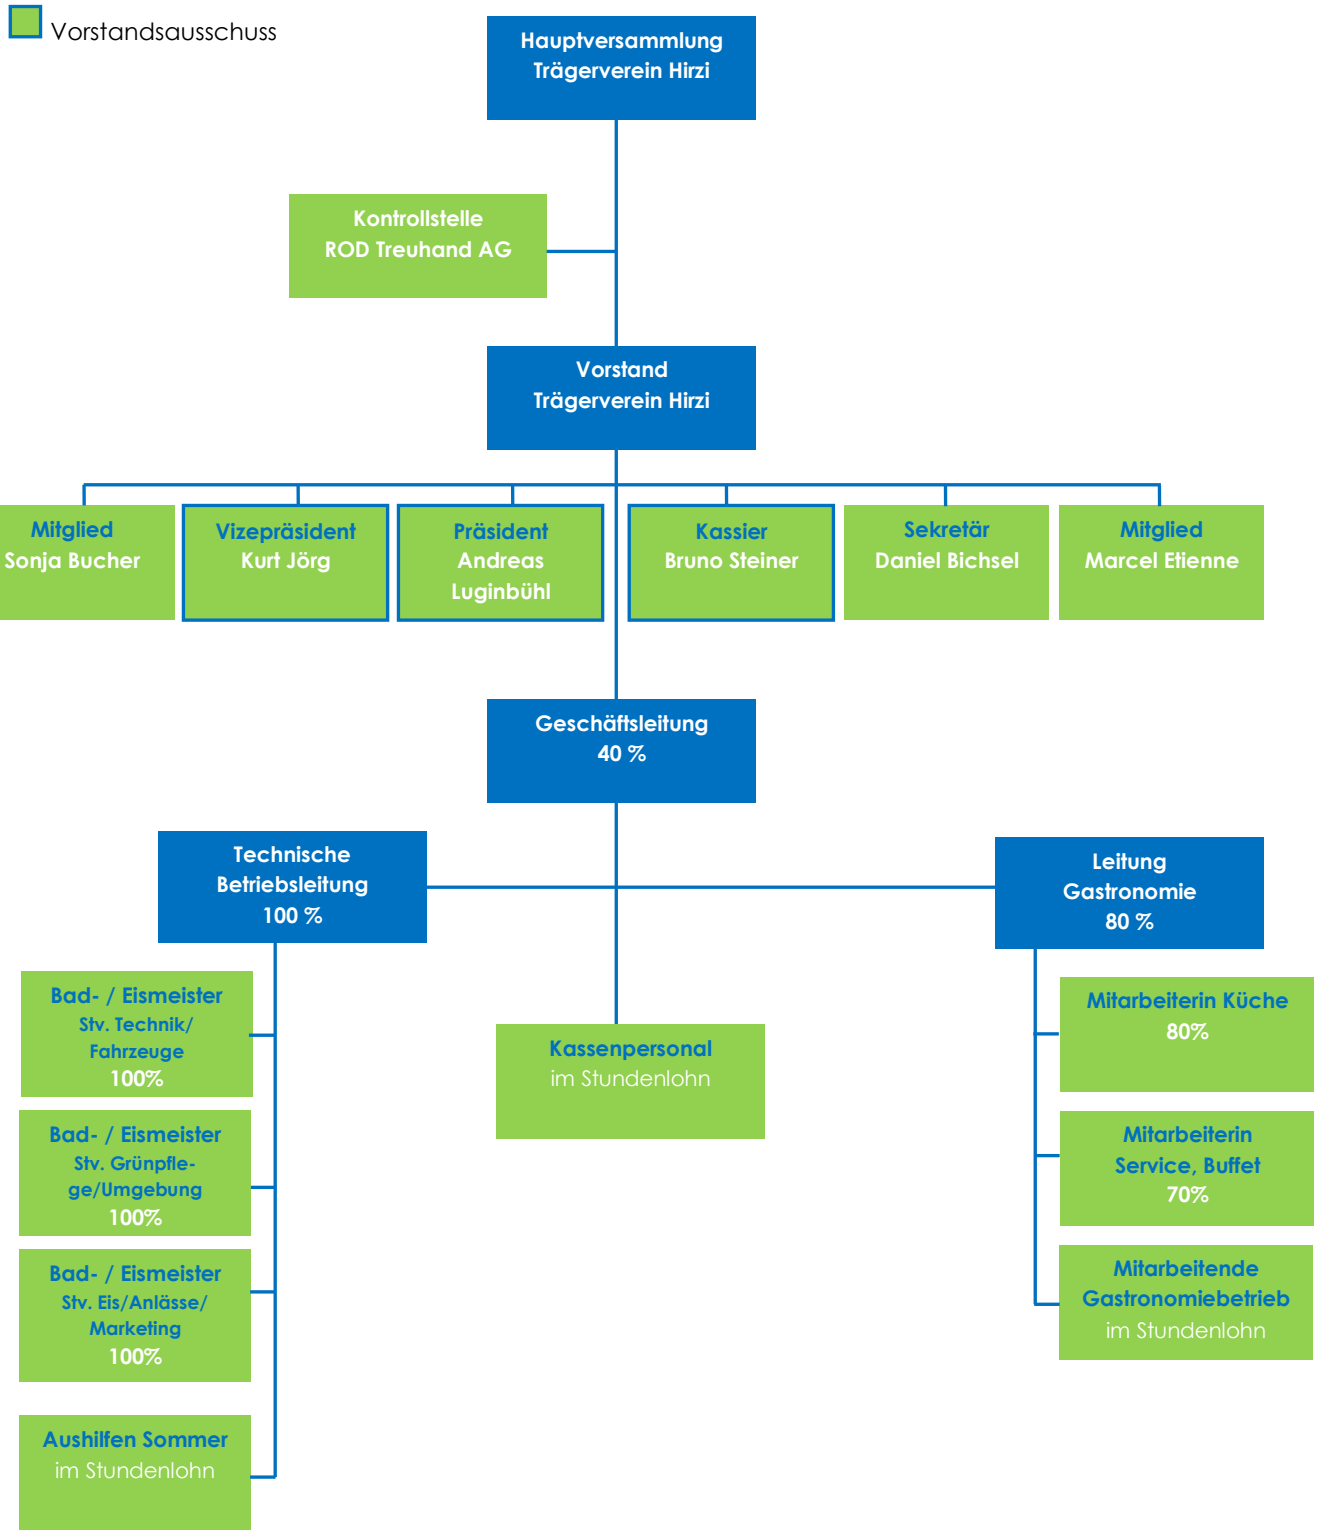 Vorstandsausschuss
Hauptversammlung
Trägerverein Hirzi
Kontrollstelle
ROD Treuhand AG
Vorstand
Trägerverein Hirzi
Mitglied
Sonja Bucher
Vizepräsident
Kurt Jörg
Präsident
Andreas
Luginbühl
Kassier
Bruno Steiner
Sekretär
Daniel Bichsel
Mitglied
Marcel Etienne
Geschäftsleitung
40 %
Technische
Betriebsleitung
100 %
Leitung
Gastronomie
80 %
Bad- / Eismeister
Stv. Technik/
Fahrzeuge
100%
Bad- / Eismeister
Stv. Grünpfle-
ge/Umgebung
100%
Bad- / Eismeister
Stv. Eis/Anlässe/
Marketing
100%
Aushilfen Sommer
im Stundenlohn
Kassenpersonal
im Stundenlohn
Mitarbeiterin Küche
80%
Mitarbeiterin
Service, Buffet
70%
Mitarbeitende
Gastronomiebetrieb
im Stundenlohn